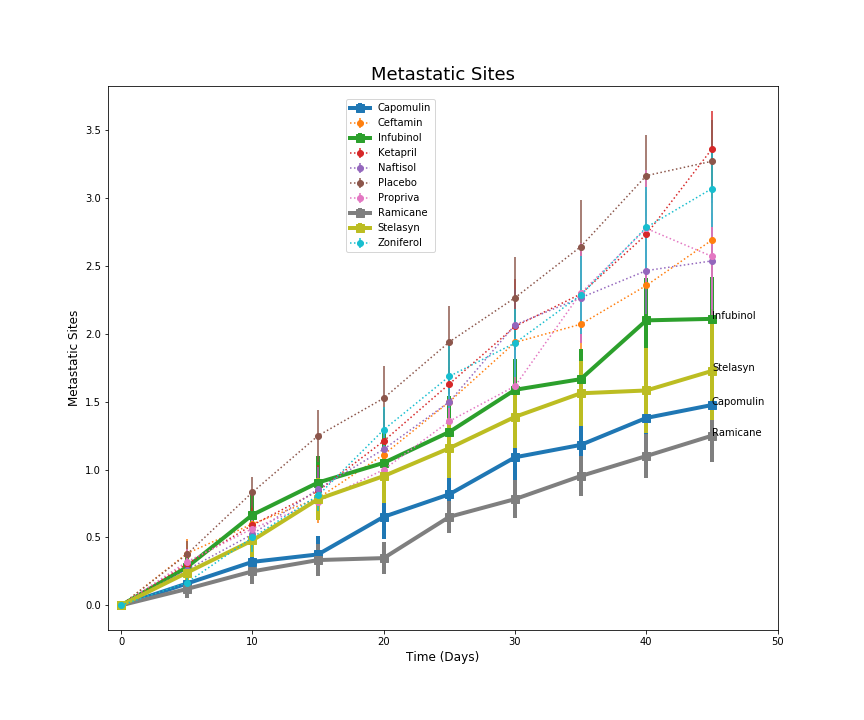 Metastatic Sites
Capomulin
Ceftamin
Infubinol
Ketapril
Naftisol
Placebo
Propriva
Ramicane
Stelasyn
Zoniferol
3.5
3.0
2.5
2.0
1.5
1.0
0.5
0.0
Metastatic Sites
Infubinol
Stelasyn
Capomulin
Ramicane
0 10 20 30 40 50
Time (Days)